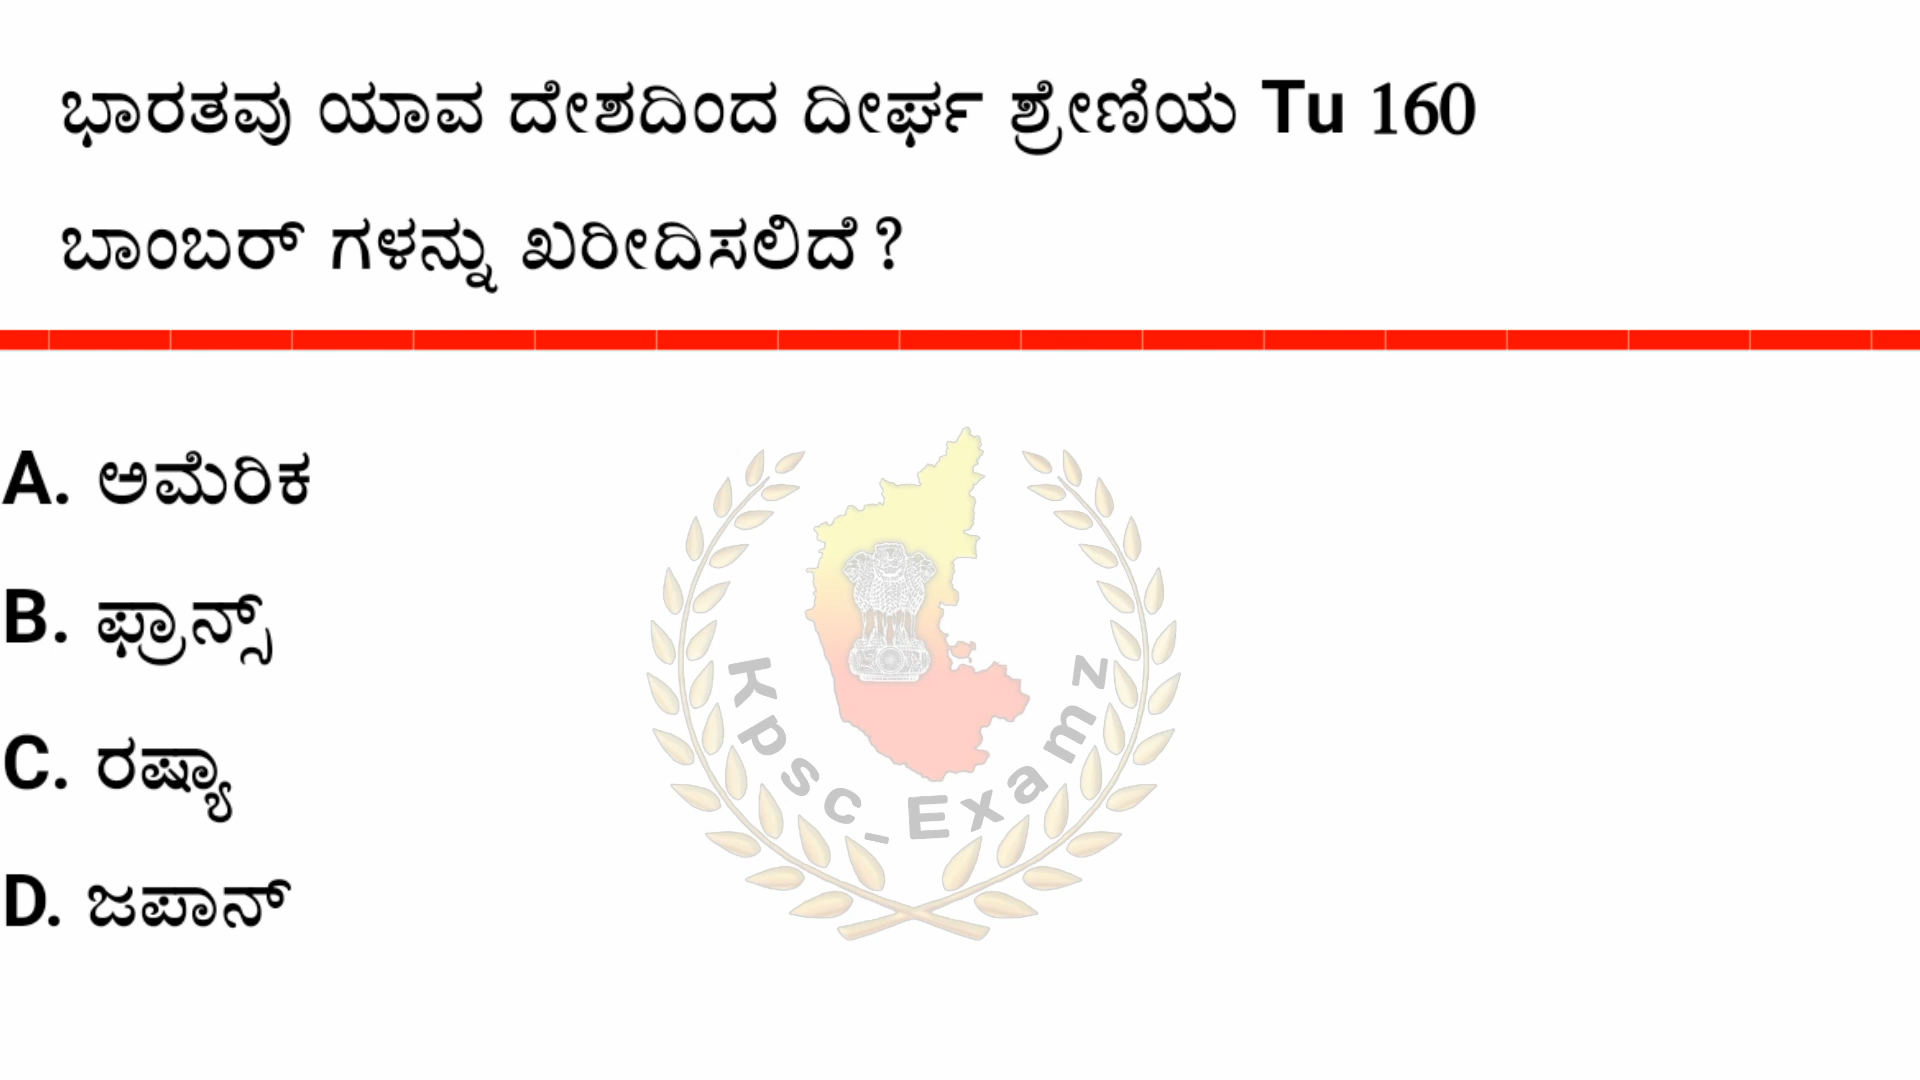 ಭಾರತವು ಯಾವ ದೇಶದಿಂದ ದೀರ್ಘ ಶ್ರೇಣಿಯ Tu 160
ಬಾಂಬರ್ ಗಳನ್ನು ಖರೀದಿಸಲಿದೆ ?
A. ಅಮೆರಿಕ
B. ಫ್ರಾನ್ಸ್
C. ರಷ್ಯಾ
D. ಜಪಾನ್
Kpsc_Examz